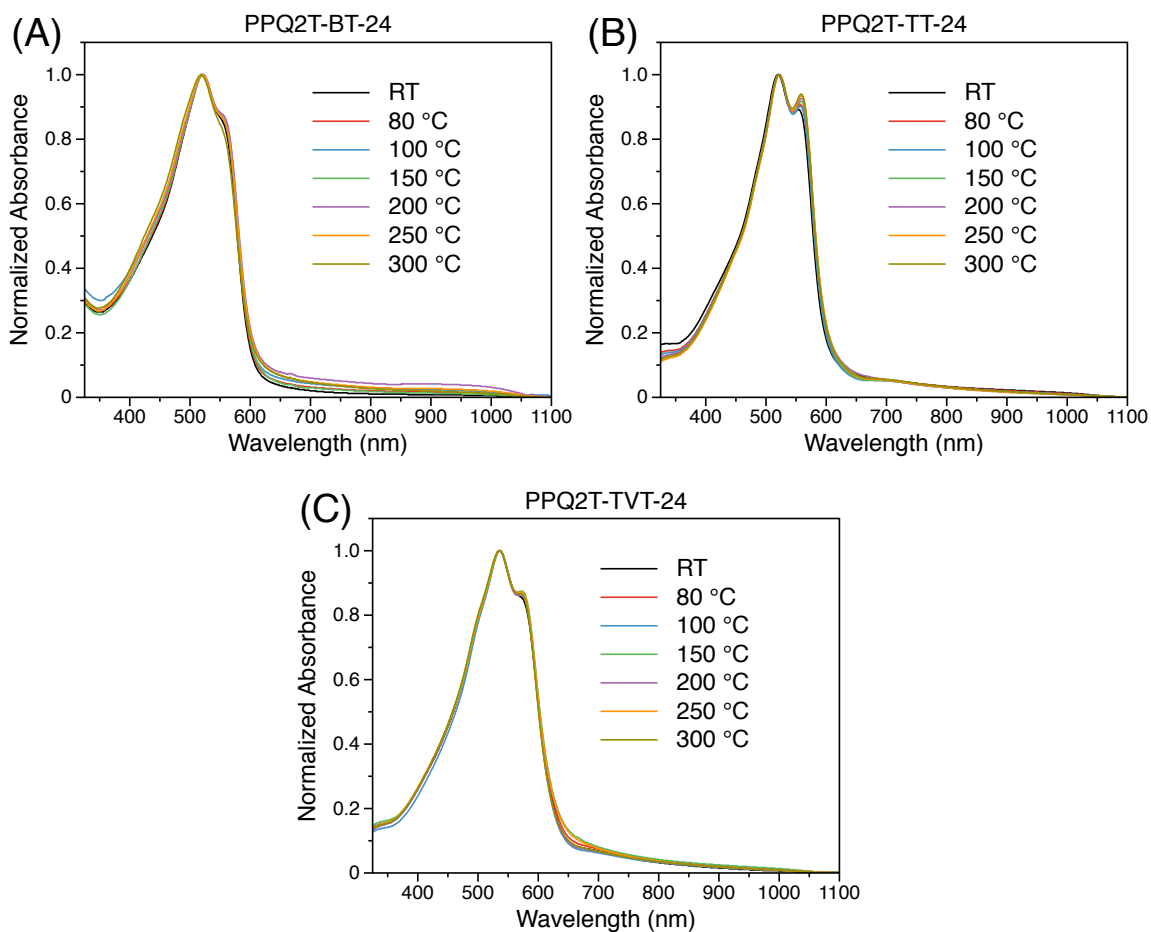 (A)
PPQ2T-BT-24
Normalized Absorbance
1.0
0.8
0.6
0.4
0.2
0
RT
80 °C
100 °C
150 °C
200 °C
250 °C
300 °C
400 500 600 700 800 900 1000 1100
Wavelength (nm)
(B)
PPQ2T-TT-24
Normalized Absorbance
1.0
0.8
0.6
0.4
0.2
0
RT
80 °C
100 °C
150 °C
200 °C
250 °C
300 °C
400 500 600 700 800 900 1000 1100
Wavelength (nm)
(C)
PPQ2T-TVT-24
Normalized Absorbance
1.0
0.8
0.6
0.4
0.2
0
RT
80 °C
100 °C
150 °C
200 °C
250 °C
300 °C
400 500 600 700 800 900 1000 1100
Wavelength (nm)